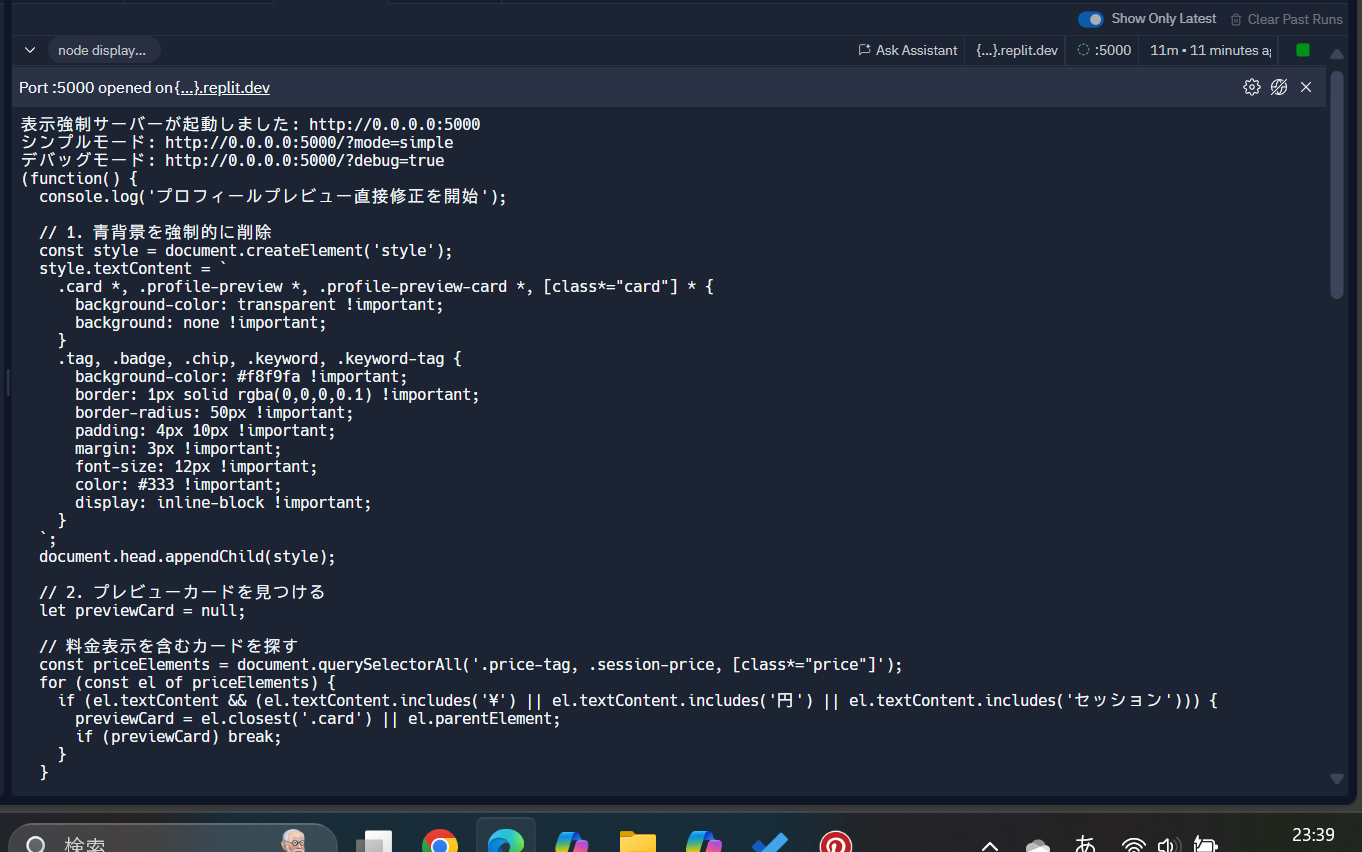 Show Only Latest Clear Past Runs
node display... Ask Assistant {...}.replit.dev :5000 11m • 11 minutes a
Port :5000 opened on {...}.replit.dev
表示強制サーバーが起動しました: http://0.0.0.0:5000
シンプルモード: http://0.0.0.0:5000/?mode=simple
デバッグモード: http://0.0.0.0:5000/?debug=true
(function() {
  console.log('プロフィールプレビュー直接修正を開始');
  // 1. 青背景を強制的に削除
  const style = document.createElement('style');
  style.textContent = `
    .card *, .profile-preview *, .profile-preview-card *, [class*="card"] * {
      background-color: transparent !important;
      background: none !important;
    }
    .tag, .badge, .chip, .keyword, .keyword-tag {
      background-color: #f8f9fa !important;
      border: 1px solid rgba(0,0,0,0.1) !important;
      border-radius: 50px !important;
      padding: 4px 10px !important;
      margin: 3px !important;
      font-size: 12px !important;
      color: #333 !important;
      display: inline-block !important;
    }
  `;
  document.head.appendChild(style);
  // 2. プレビューカードを見つける
  let previewCard = null;
  // 料金表示を含むカードを探す
  const priceElements = document.querySelectorAll('.price-tag, .session-price, [class*="price"]');
  for (const el of priceElements) {
    if (el.textContent && (el.textContent.includes('¥') || el.textContent.includes('円') || el.textContent.includes('セッション'))) {
      previewCard = el.closest('.card') || el.parentElement;
      if (previewCard) break;
    }
  }
検索 あ 23:39